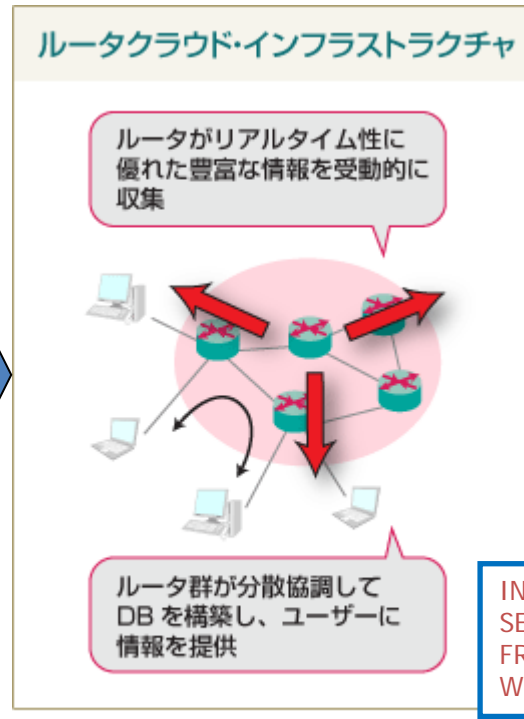 ルータクラウド・インフラストラクチャ
ルータがリアルタイム性に
優れた豊富な情報を受動的に
収集
ルータ群が分散協調して
DB を構築し、ユーザーに
情報を提供
IN
SE
FR
W